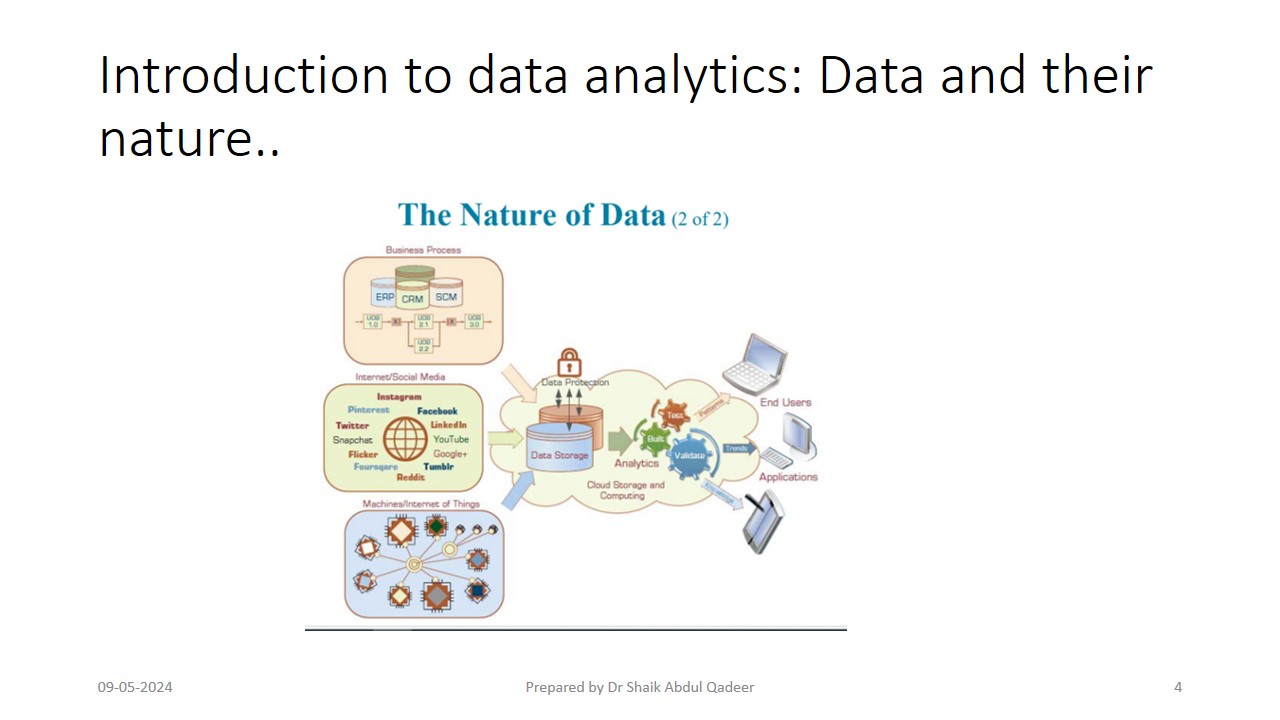 Introduction to data analytics: Data and their
nature..
The Nature of Data (2 of 2)
Business Process
ERP
CRM
SCM
UOB
1.0
UOB
2.1
UOB
3.0
UOB
2.2
Internet/Social Media
Instagram
Pinterest
Facebook
Twitter
LinkedIn
Snapchat
YouTube
Flicker
Google+
Foursqare
Tumblr
Reddit
Machines/Internet of Things
Data Protection
Data Storage
Test
Built
Validate
Analytics
Cloud Storage and
Computing
Patterns
Trends
End Users
Applications
09-05-2024
Prepared by Dr Shaik Abdul Qadeer
4